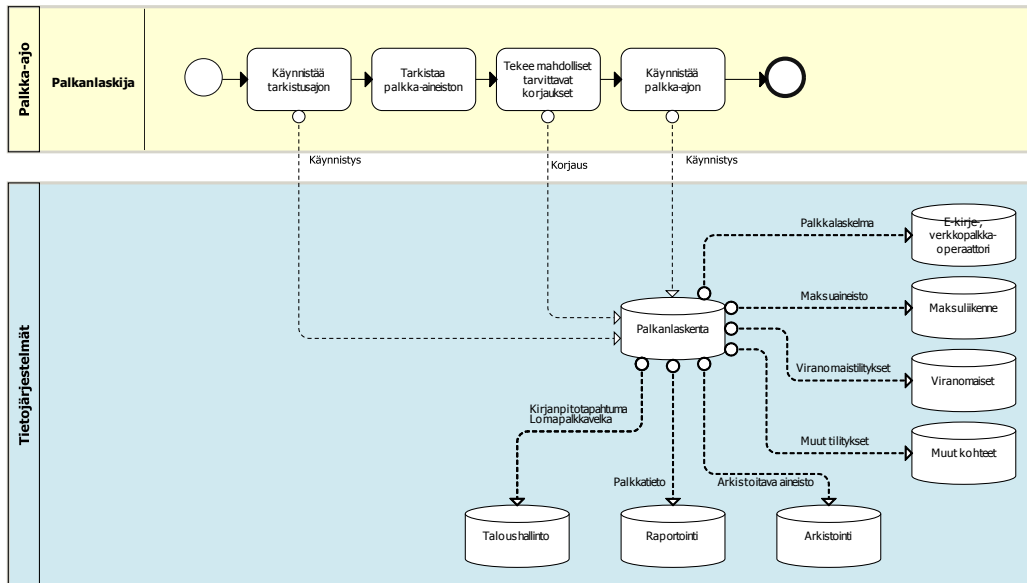 Palkka-ajo
Palkanlaskija
Käynnistää
tarkistusajon
Tarkistaa
palkka-aineiston
Tekee mahdolliset
tarvittavat
korjaukset
Käynnistää
palkka-ajon
Käynnistys
Korjaus
Käynnistys
Tietojärjestelmät
Palkkalaskelma
E-kirje-,
verkkopalkka-
operaattori
Maksuaineisto
Maksuliikenne
Palkanlaskenta
Viranomaistilitykset
Viranomaiset
Kirjanpitotapahtuma
Lomapalkkavelka
Muut tilitykset
Muut kohteet
Palkkatieto
Arkistoitava aineisto
Taloushallinto
Raportointi
Arkistointi